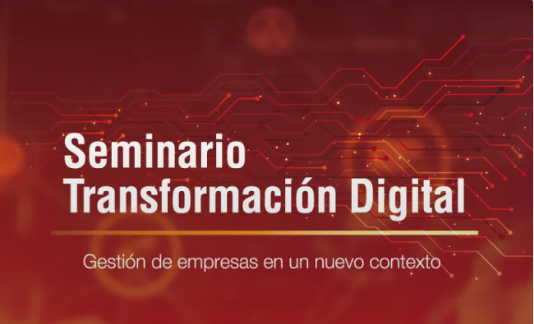 Seminario
Transformación Digital
Gestión de empresas en un nuevo contexto